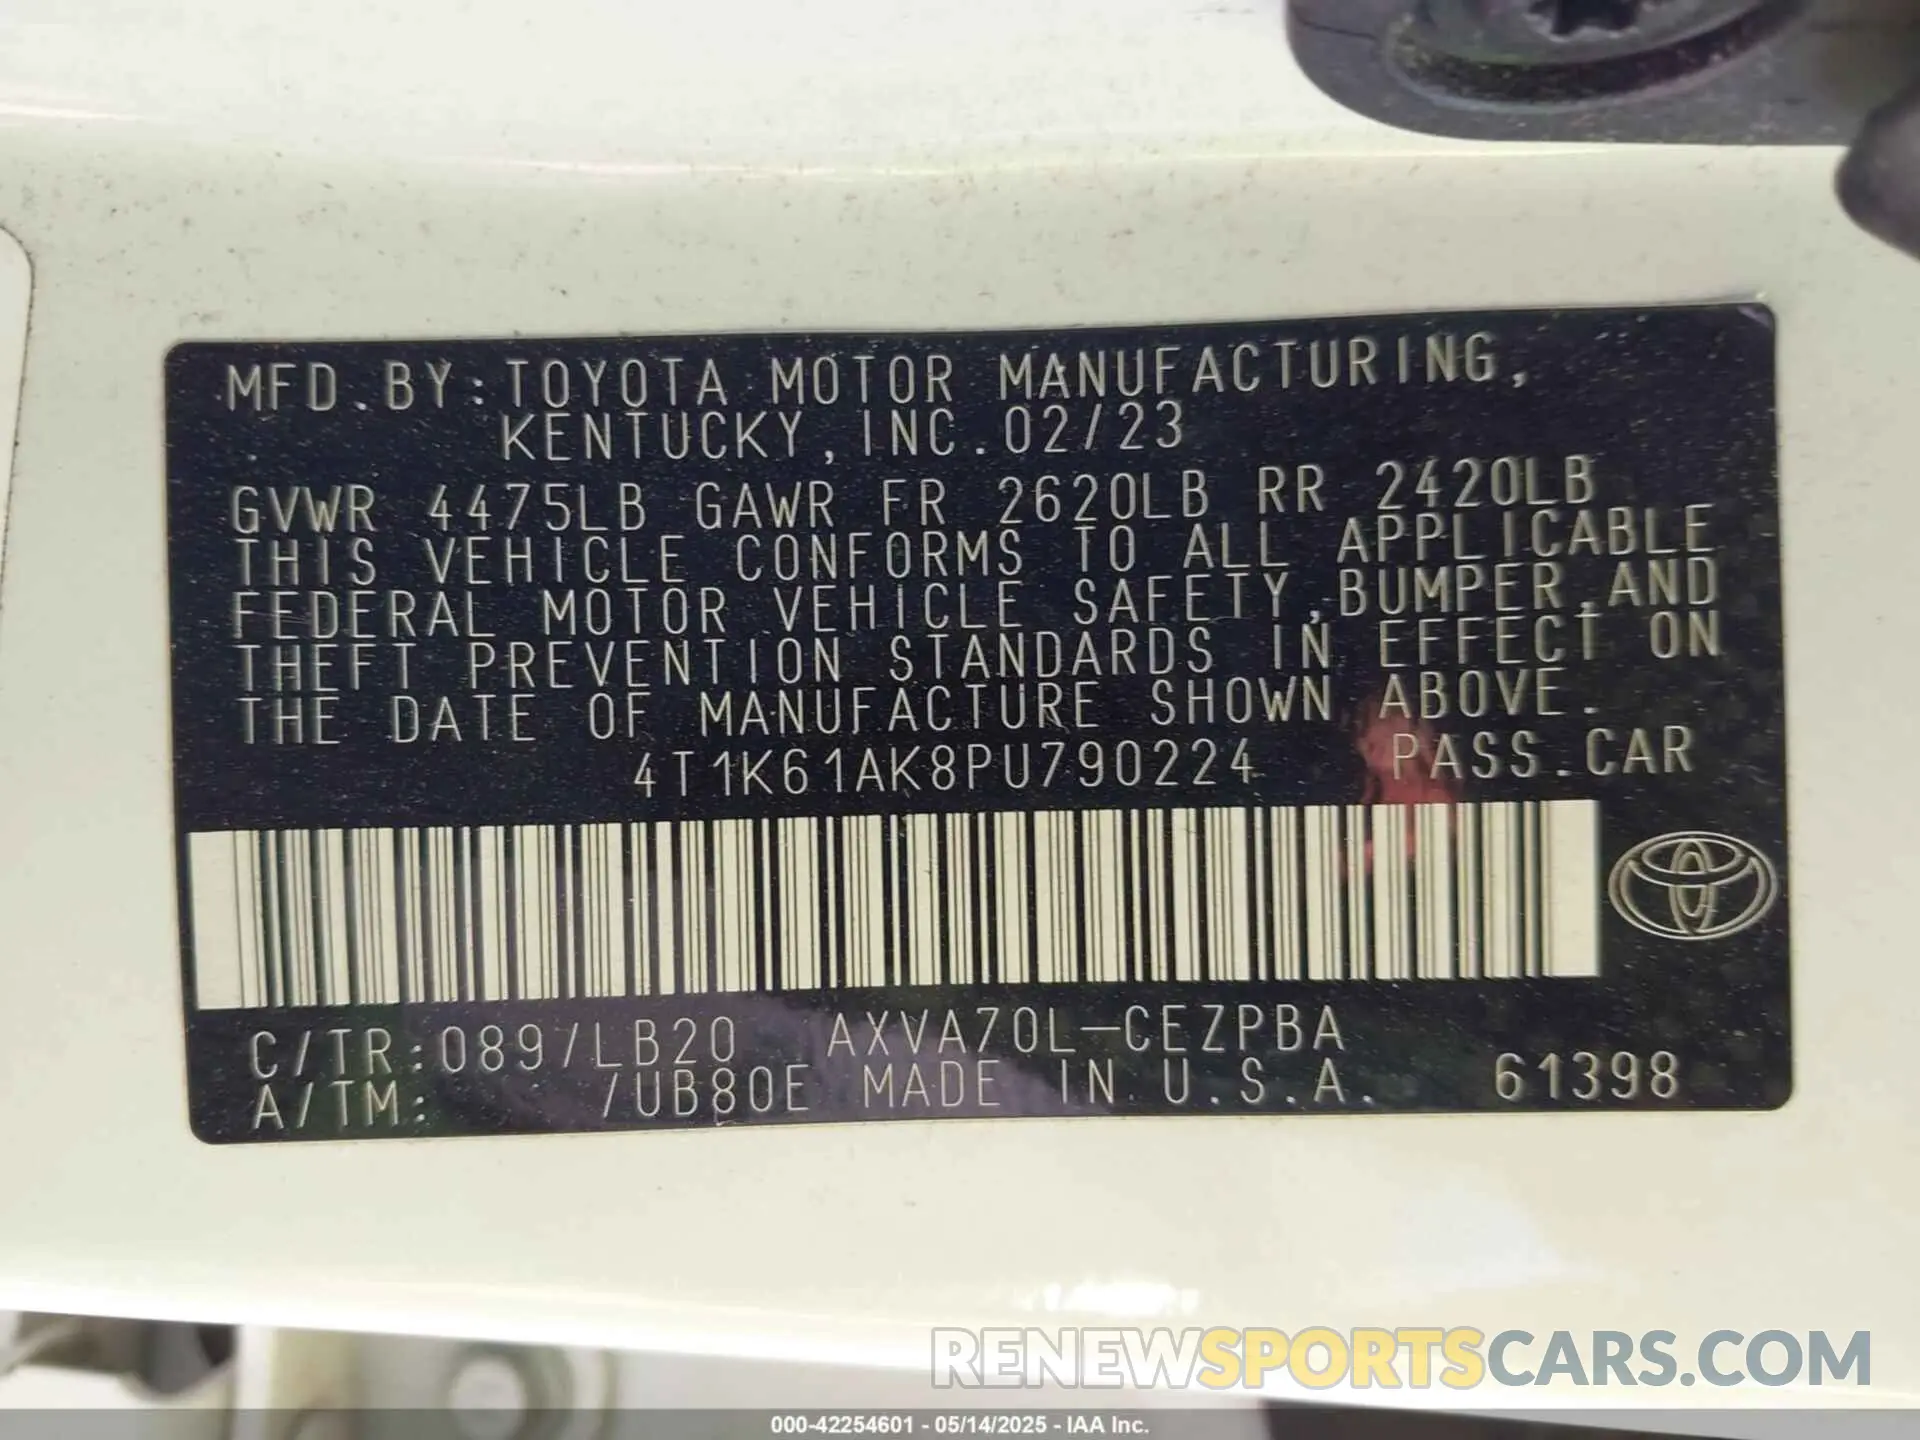 MFD. BY: TOYOTA MOTOR MANUFACTURING,
KENTUCKY, INC. 02/23
GVWR 4475LB GAWR FR 2620LB RR 2420LB
THIS VEHICLE CONFORMS TO ALL APPLICABLE
FEDERAL MOTOR VEHICLE SAFETY, BUMPER, AND
THEFT PREVENTION STANDARDS IN EFFECT ON
THE DATE OF MANUFACTURE SHOWN ABOVE.
4T1K61AK8PU790224 PASS. CAR
C/TR: 089/LB20 AXVA70L-CEZPBA
A/TM: /UB80E MADE IN U.S.A. 61398
RENEWSPORTSCARS.COM
000-42254601 - 05/14/2025 - IAA Inc.